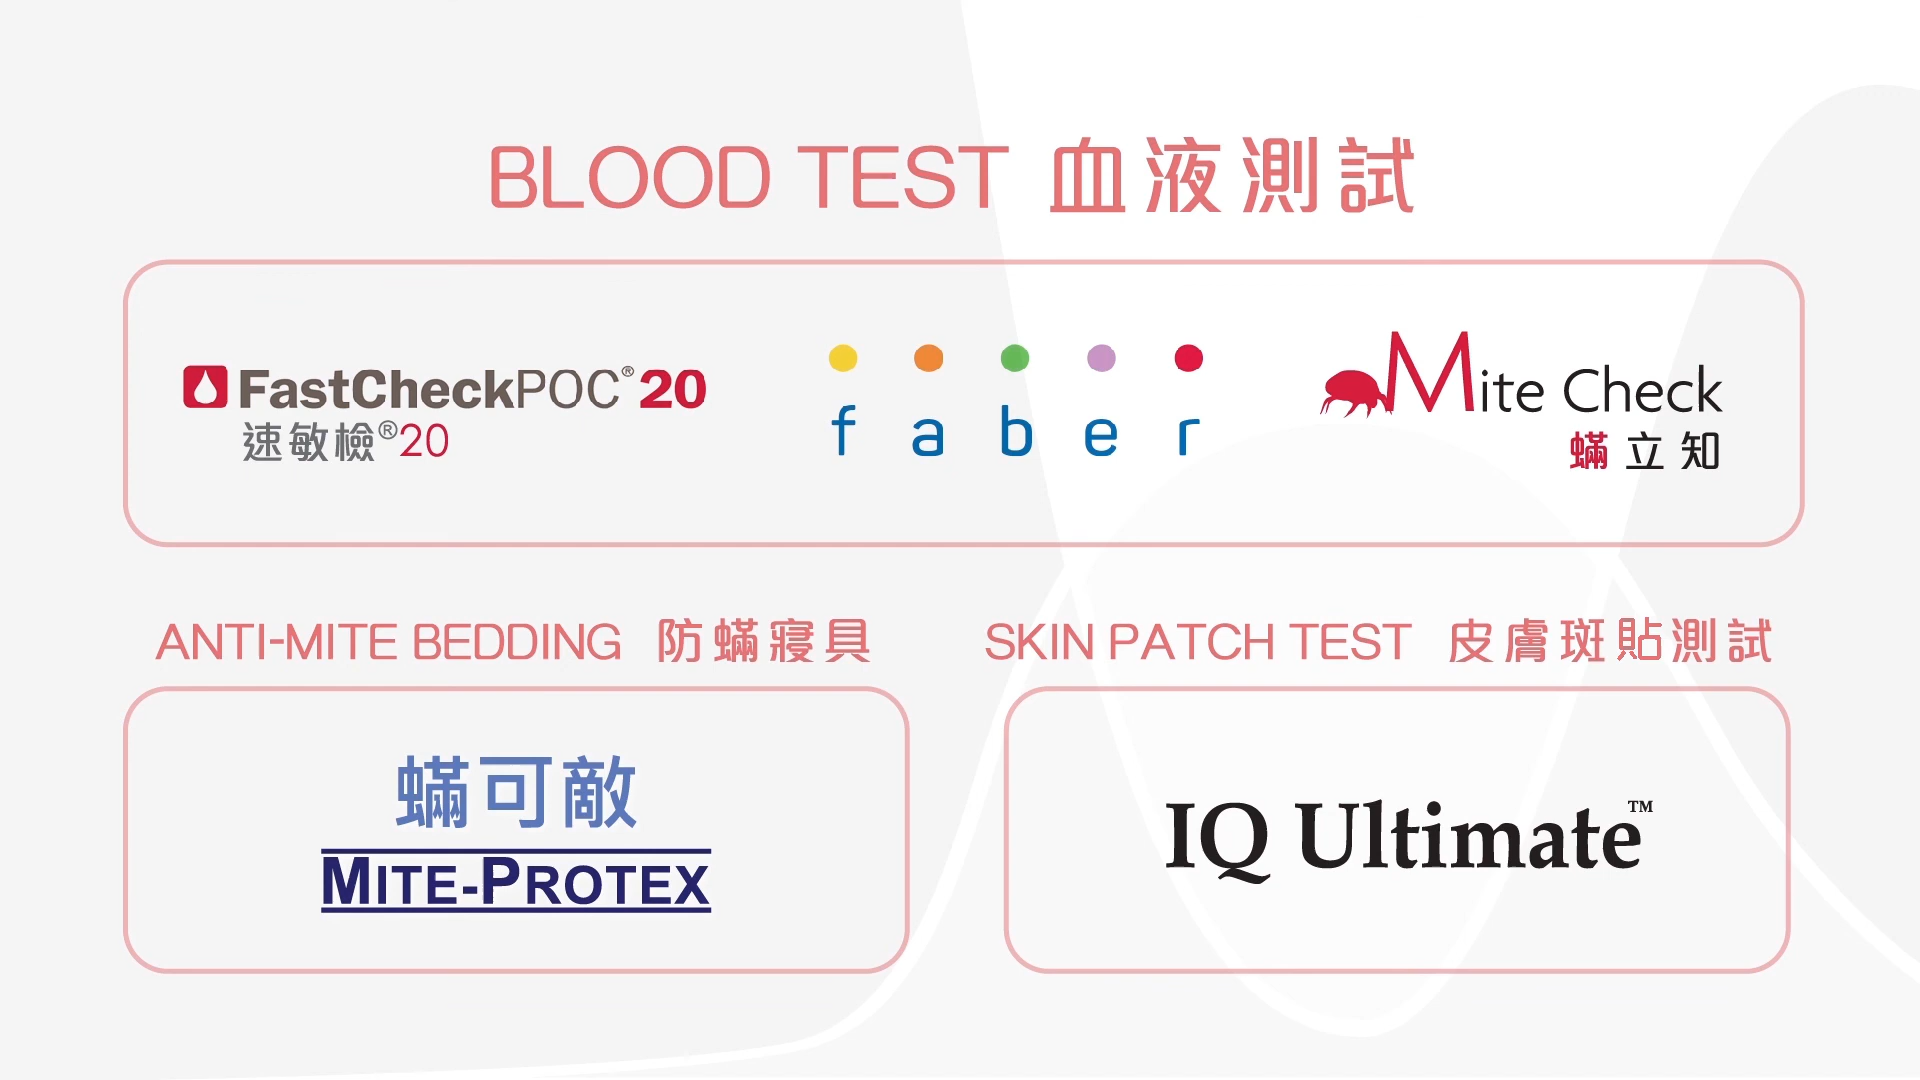 BLOOD TEST 血液測試
FastCheckPOC®20
速敏檢®20
faber
Mite Check
蟎立知
ANTI-MITE BEDDING 防蟎寢具
SKIN PATCH TEST 皮膚斑貼測試
蟎可敵
MITE-PROTEX
IQ Ultimate™